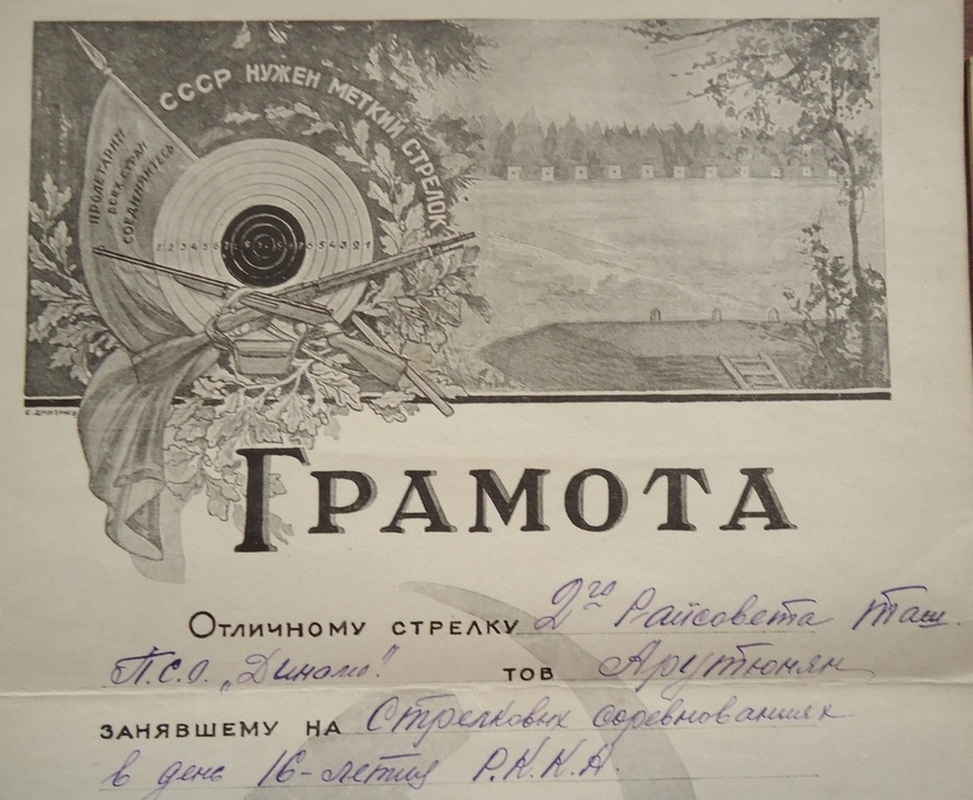 СССР НУЖЕН МЕТКИЙ СТРЕЛОК
ПРОЛЕТАРИИ
ВСЕХ СТРАН
СОЕДИНЯЙТЕСЬ
ГРАМОТА
ОТЛИЧНОМУ СТРЕЛКУ 2го Райсовета Таш.
П.С.О. „Динамо" ТОВ Арутюнян
ЗАНЯВШЕМУ НА Стрелковых соревнованиях
в день 16-летия Р.К.К.А.